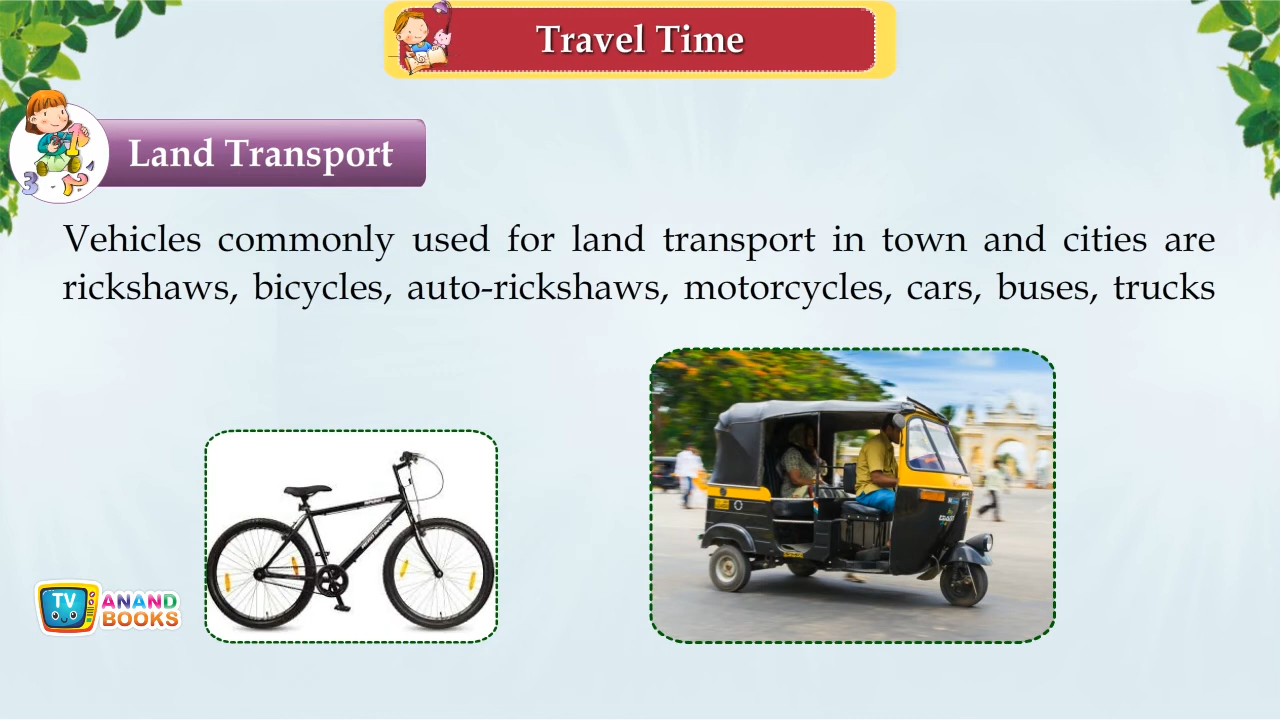 Travel Time
Land Transport
Vehicles commonly used for land transport in town and cities are
rickshaws, bicycles, auto-rickshaws, motorcycles, cars, buses, trucks
TV
ANAND
BOOKS